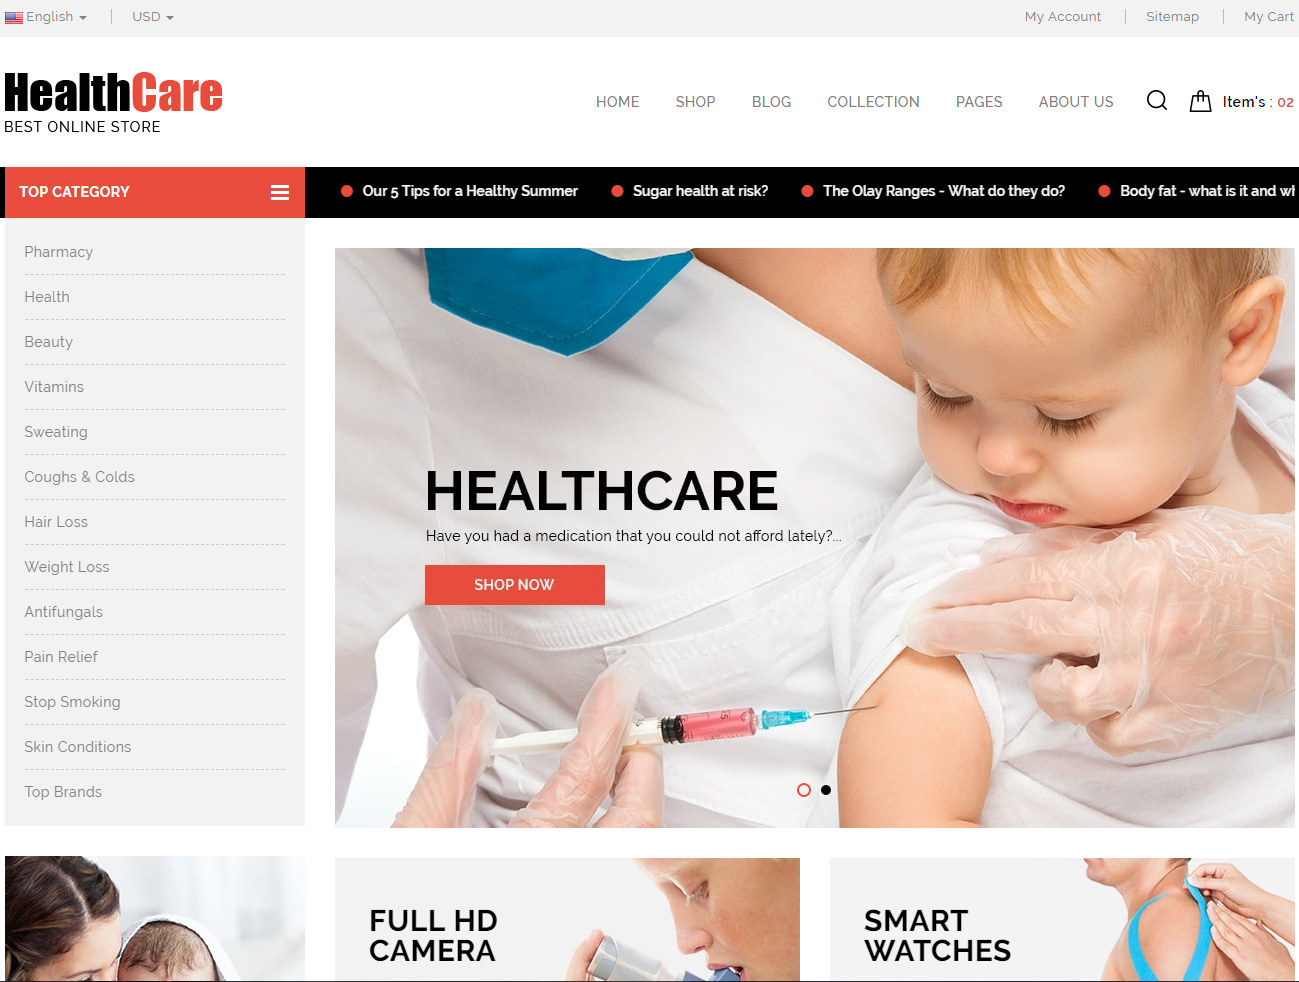 English
USD
My Account
Sitemap
My Cart
HealthCare
BEST ONLINE STORE
HOME
SHOP
BLOG
COLLECTION
PAGES
ABOUT US
Item's : 02
TOP CATEGORY
Our 5 Tips for a Healthy Summer
Sugar health at risk?
The Olay Ranges - What do they do?
Body fat - what is it and
Pharmacy
Health
Beauty
Vitamins
Sweating
Coughs & Colds
Hair Loss
Weight Loss
Antifungals
Pain Relief
Stop Smoking
Skin Conditions
Top Brands
HEALTHCARE
Have you had a medication that you could not afford lately?...
SHOP NOW
FULL HD
CAMERA
SMART
WATCHES